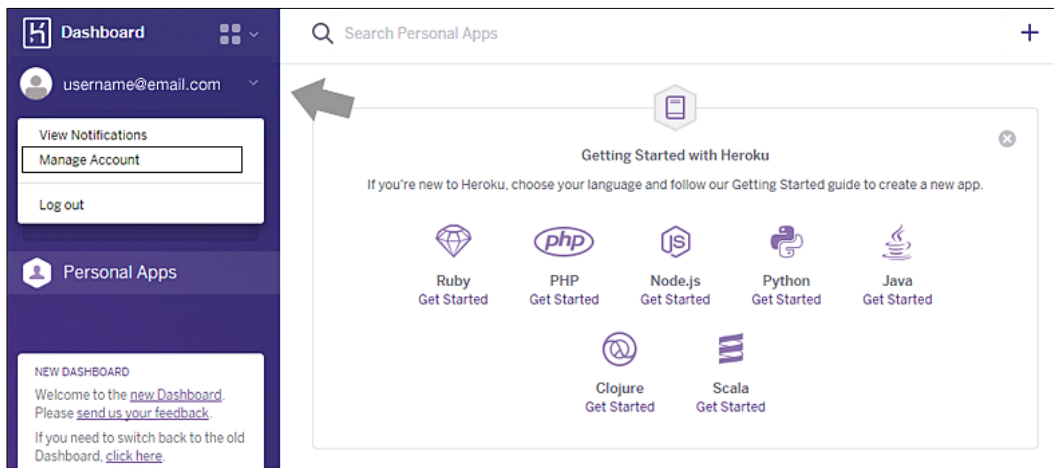 Dashboard
username@email.com
View Notifications
Manage Account
Log out
Personal Apps
NEW DASHBOARD
Welcome to the new Dashboard.
Please send us your feedback.
If you need to switch back to the old
Dashboard, click here.
Search Personal Apps
Getting Started with Heroku
If you're new to Heroku, choose your language and follow our Getting Started guide to create a new app.
php
JS
Ruby
PHP
Node.js
Python
Java
Get Started
Get Started
Get Started
Get Started
Get Started
Clojure
Scala
Get Started
Get Started